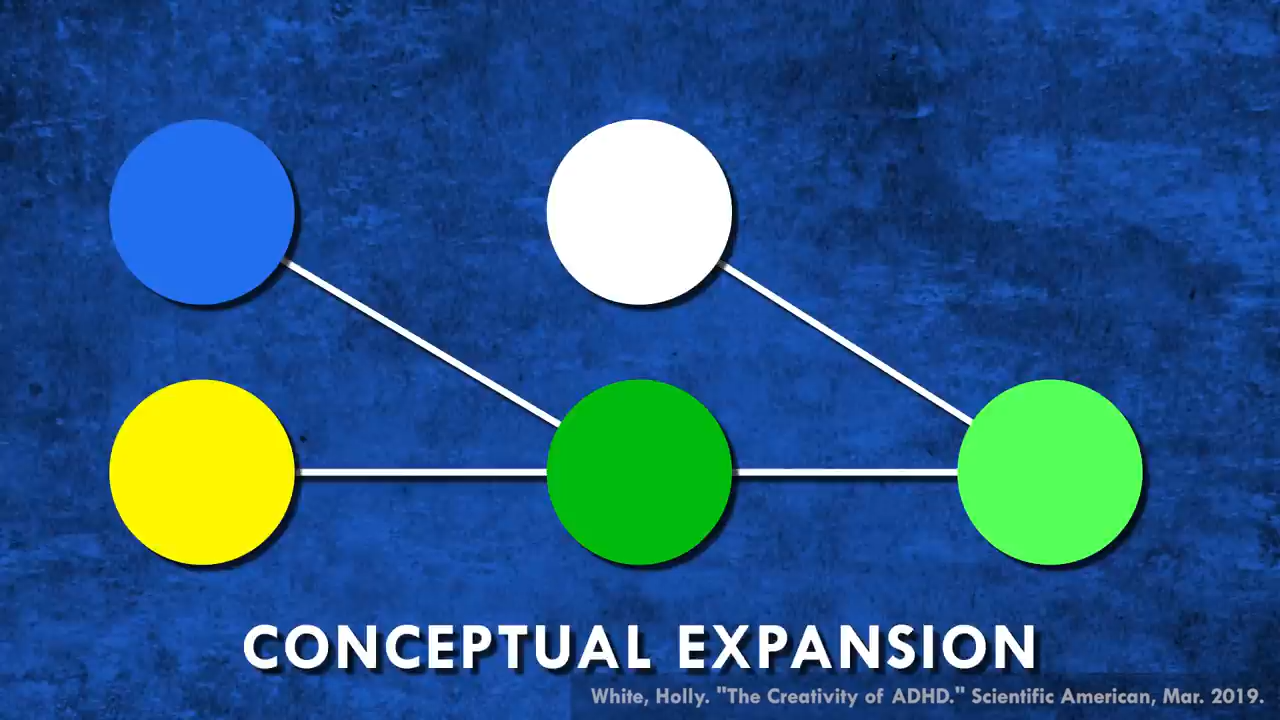 CONCEPTUAL EXPANSION
White, Holly. "The Creativity of ADHD." Scientific American, Mar. 2019.